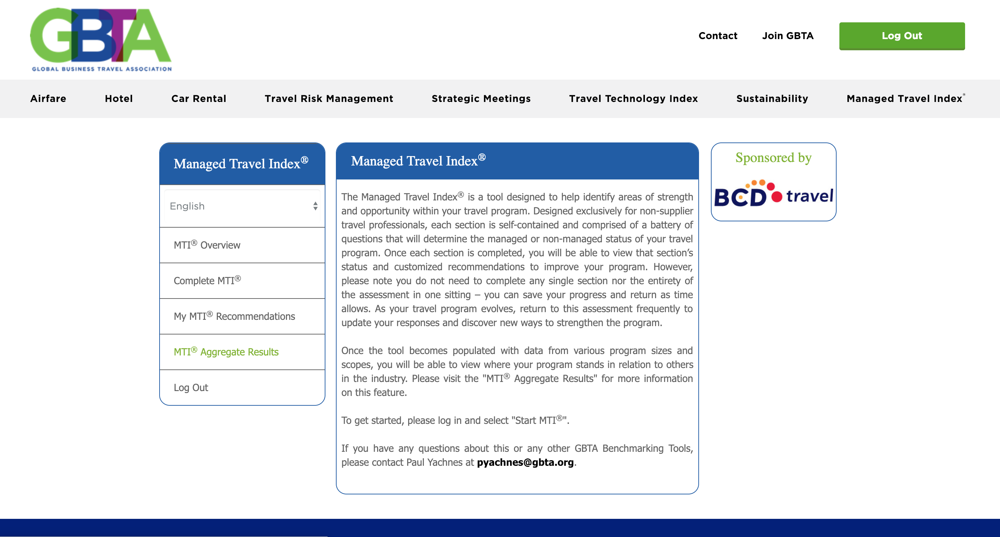 GBTA
GLOBAL BUSINESS TRAVEL ASSOCIATION
Contact
Join GBTA
Log Out
Airfare
Hotel
Car Rental
Travel Risk Management
Strategic Meetings
Travel Technology Index
Sustainability
Managed Travel Index®
Managed Travel Index®
English
MTI® Overview
Complete MTI®
My MTI® Recommendations
MTI® Aggregate Results
Log Out
Managed Travel Index®
The Managed Travel Index® is a tool designed to help identify areas of strength
and opportunity within your travel program. Designed exclusively for non-supplier
travel professionals, each section is self-contained and comprised of a battery of
questions that will determine the managed or non-managed status of your travel
program. Once each section is completed, you will be able to view that section’s
status and customized recommendations to improve your program. However,
please note you do not need to complete any single section nor the entirety of
the assessment in one sitting – you can save your progress and return as time
allows. As your travel program evolves, return to this assessment frequently to
update your responses and discover new ways to strengthen the program.
Once the tool becomes populated with data from various program sizes and
scopes, you will be able to view where your program stands in relation to others
in the industry. Please visit the "MTI® Aggregate Results" for more information
on this feature.
To get started, please log in and select "Start MTI®".
If you have any questions about this or any other GBTA Benchmarking Tools,
please contact Paul Yachnes at pyachnes@gbta.org.
Sponsored by
BCD travel